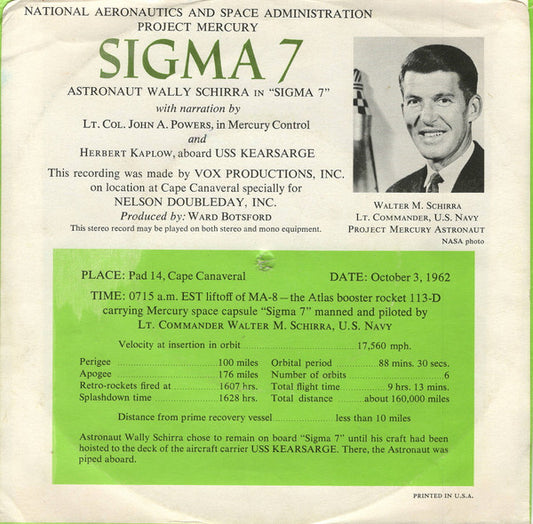 NATIONAL AERONAUTICS AND SPACE ADMINISTRATION
PROJECT MERCURY
SIGMA 7
ASTRONAUT WALLY SCHIRRA IN "SIGMA 7"
with narration by
LT. COL. JOHN A. POWERS, in Mercury Control
and
HERBERT KAPLOW, aboard USS KEARSARGE
This recording was made by VOX PRODUCTIONS, INC.
on location at Cape Canaveral specially for
NELSON DOUBLEDAY, INC.
Produced by: WARD BOTSFORD
This stereo record may be played on both stereo and mono equipment.
WALTER M. SCHIRRA
LT. COMMANDER, U.S. NAVY
PROJECT MERCURY ASTRONAUT
NASA photo
PLACE: Pad 14, Cape Canaveral DATE: October 3, 1962
TIME: 0715 a.m. EST liftoff of MA-8—the Atlas booster rocket 113-D
carrying Mercury space capsule "Sigma 7" manned and piloted by
LT. COMMANDER WALTER M. SCHIRRA, U.S. NAVY
Velocity at insertion in orbit 17,560 mph.
Perigee 100 miles Orbital period 88 mins. 30 secs.
Apogee 176 miles Number of orbits 6
Retro-rockets fired at 1607 hrs. Total flight time 9 hrs. 13 mins.
Splashdown time 1628 hrs. Total distance about 160,000 miles
Distance from prime recovery vessel less than 10 miles
Astronaut Wally Schirra chose to remain on board "Sigma 7" until his craft had been
hoisted to the deck of the aircraft carrier USS KEARSARGE. There, the Astronaut was
piped aboard.
PRINTED IN U.S.A.